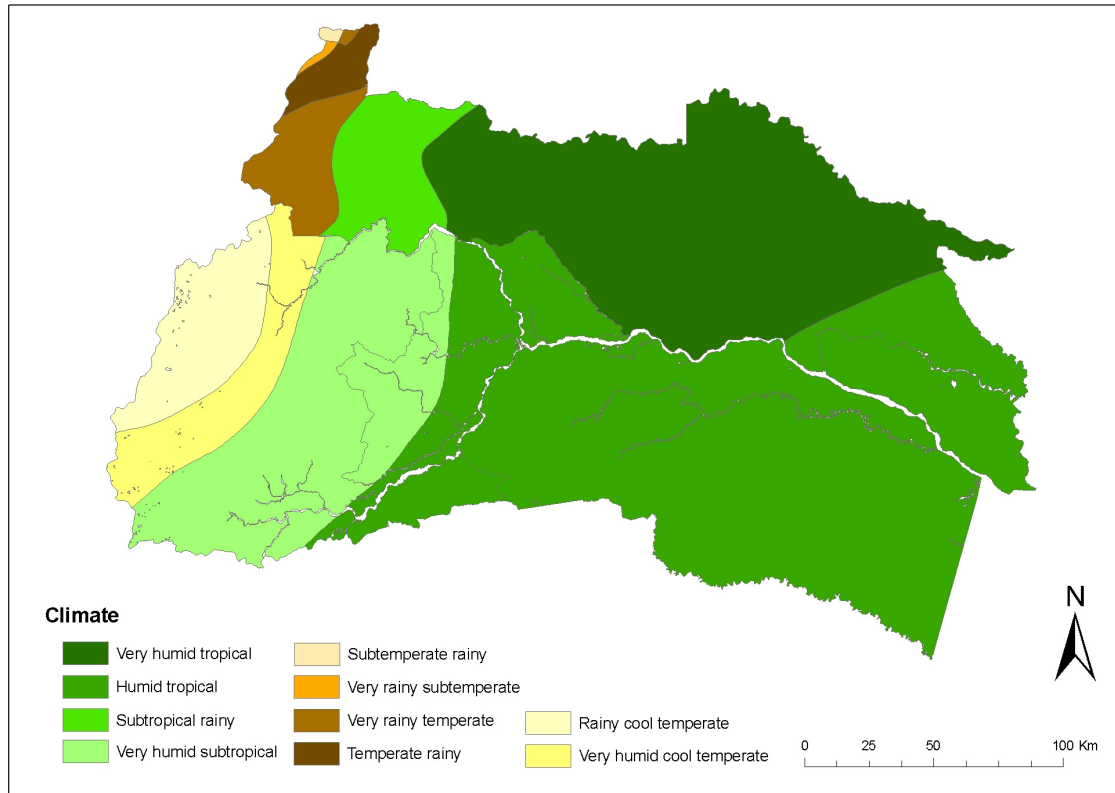 N
Climate
Very humid tropical
Humid tropical
Subtropical rainy
Very humid subtropical
Subtemperate rainy
Very rainy subtemperate
Very rainy temperate
Temperate rainy
Rainy cool temperate
Very humid cool temperate
0 25 50 100 Km